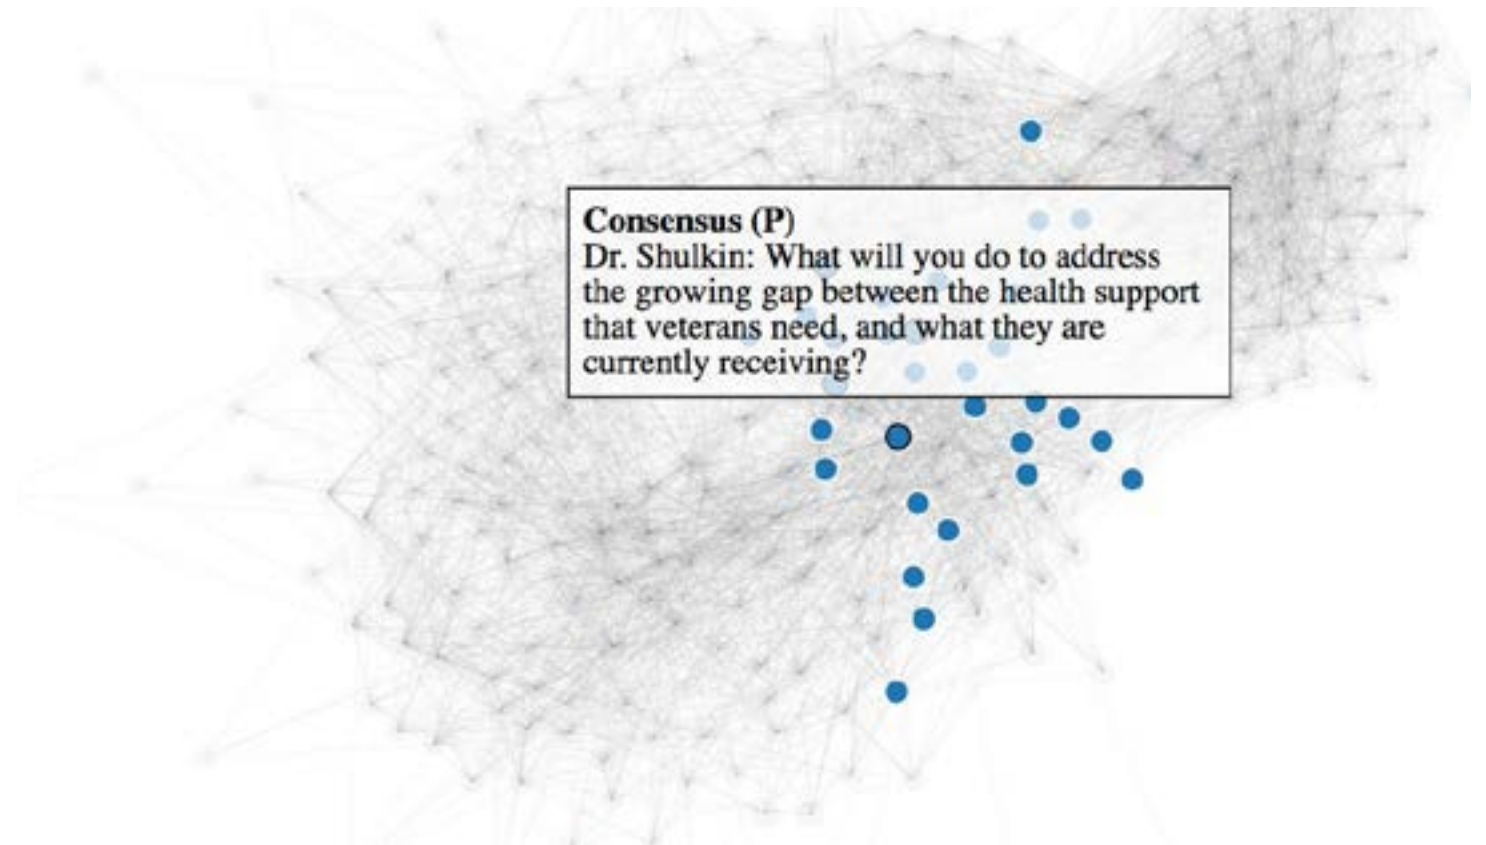 Consensus (P)
Dr. Shulkin: What will you do to address
the growing gap between the health support
that veterans need, and what they are
currently receiving?